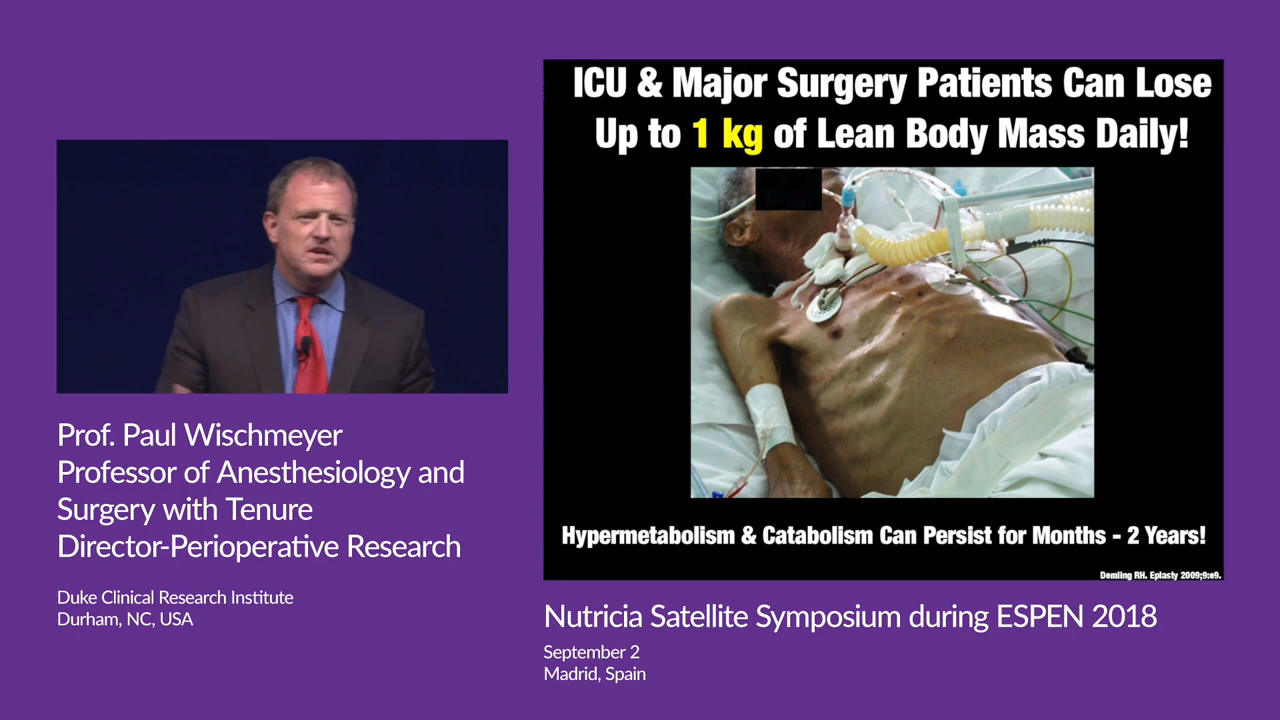 Prof. Paul Wischmeyer
Professor of Anesthesiology and
Surgery with Tenure
Director-Perioperative Research
Duke Clinical Research Institute
Durham, NC, USA
ICU & Major Surgery Patients Can Lose
Up to 1 kg of Lean Body Mass Daily!
Hypermetabolism & Catabolism Can Persist for Months - 2 Years!
Demling RH. Eplasty 2009;9:e9.
Nutricia Satellite Symposium during ESPEN 2018
September 2
Madrid, Spain